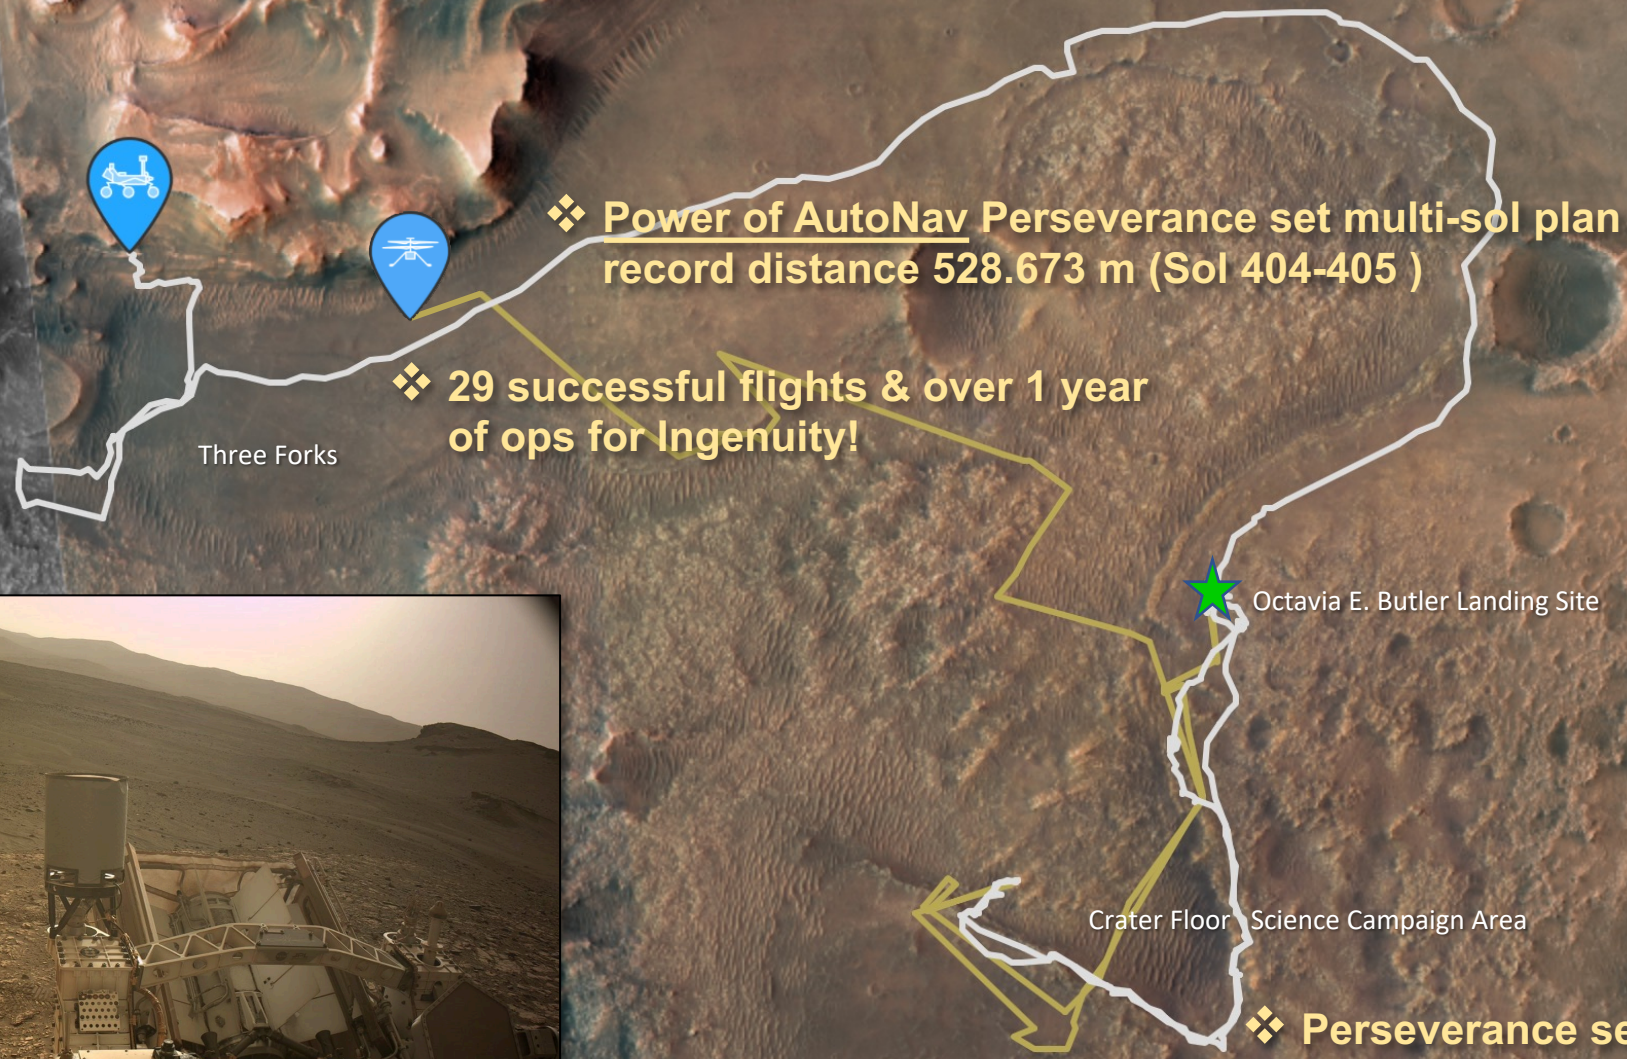 ❖ Power of AutoNav Perseverance set multi-sol plan
record distance 528.673 m (Sol 404-405 )
❖ 29 successful flights & over 1 year
of ops for Ingenuity!
Three Forks
Octavia E. Butler Landing Site
Crater Floor Science Campaign Area
❖ Perseverance